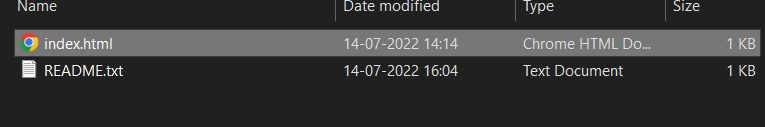 Name Date modified Type Size
index.html 14-07-2022 14:14 Chrome HTML Do... 1 KB
README.txt 14-07-2022 16:04 Text Document 1 KB